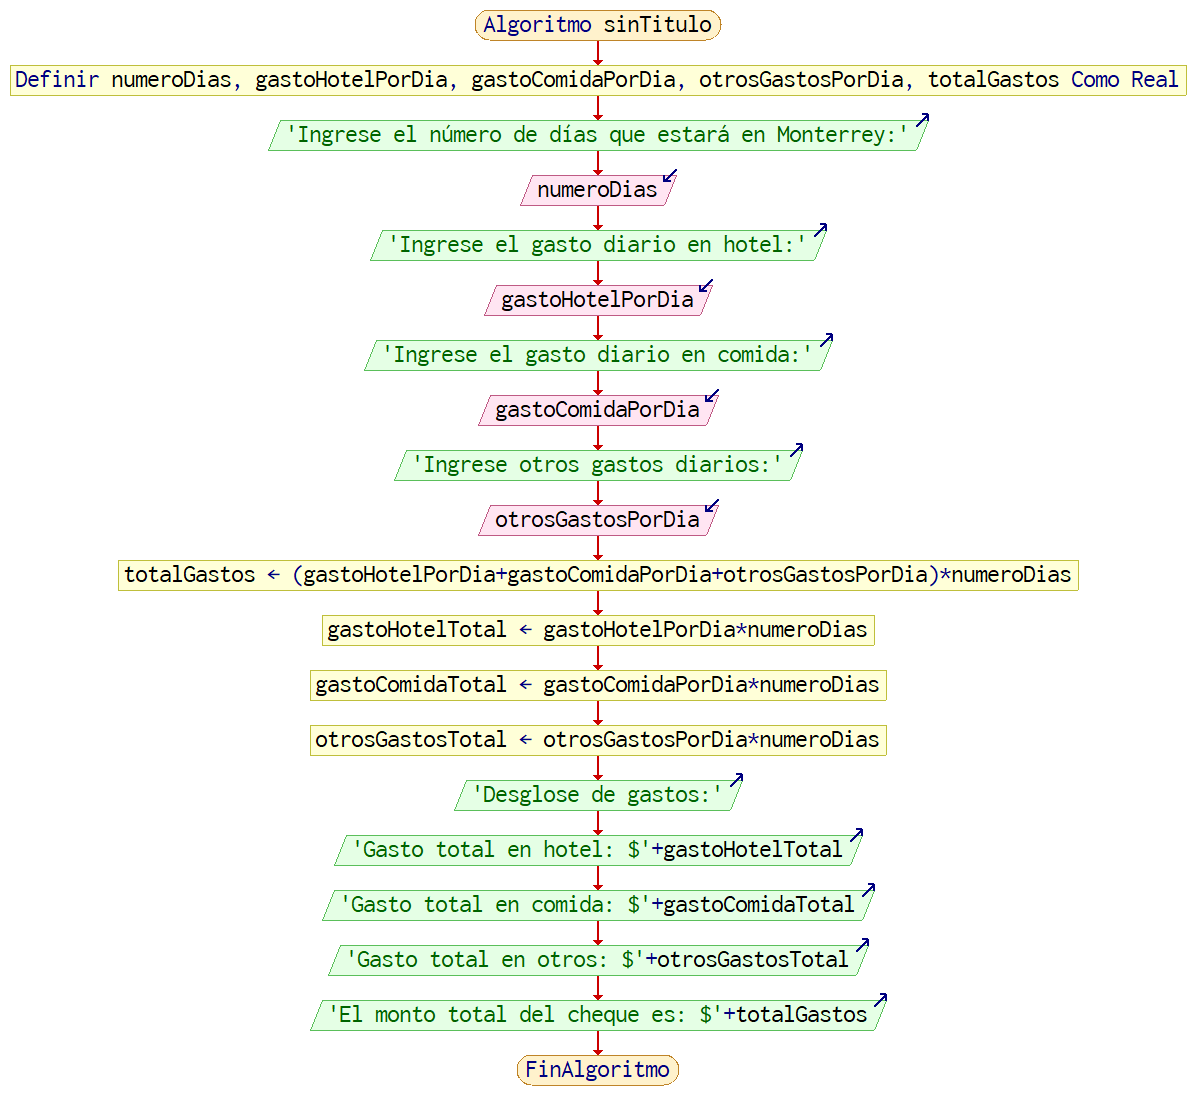 Algoritmo sinTitulo
Definir numeroDias, gastoHotelPorDia, gastoComidaPorDia, otrosGastosPorDia, totalGastos Como Real
'Ingrese el número de días que estará en Monterrey:'
numeroDias
'Ingrese el gasto diario en hotel:'
gastoHotelPorDia
'Ingrese el gasto diario en comida:'
gastoComidaPorDia
'Ingrese otros gastos diarios:'
otrosGastosPorDia
totalGastos ← (gastoHotelPorDia+gastoComidaPorDia+otrosGastosPorDia)*numeroDias
gastoHotelTotal ← gastoHotelPorDia*numeroDias
gastoComidaTotal ← gastoComidaPorDia*numeroDias
otrosGastosTotal ← otrosGastosPorDia*numeroDias
'Desglose de gastos:'
'Gasto total en hotel: $'+gastoHotelTotal
'Gasto total en comida: $'+gastoComidaTotal
'Gasto total en otros: $'+otrosGastosTotal
'El monto total del cheque es: $'+totalGastos
FinAlgoritmo